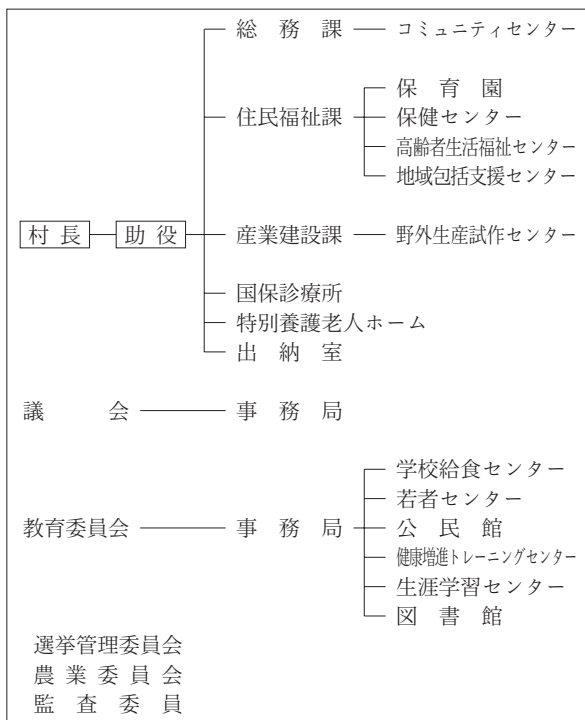 総務課 コミュニティセンター
保育園
住民福祉課 保健センター
高齢者生活福祉センター
地域包括支援センター
村長 助役 産業建設課 野外生産試作センター
国保診療所
特別養護老人ホーム
出納室
議会 事務局
学校給食センター
若者センター
教育委員会 事務局 公民館
健康増進トレーニングセンター
生涯学習センター
図書館
選挙管理委員会
農業委員会
監査委員